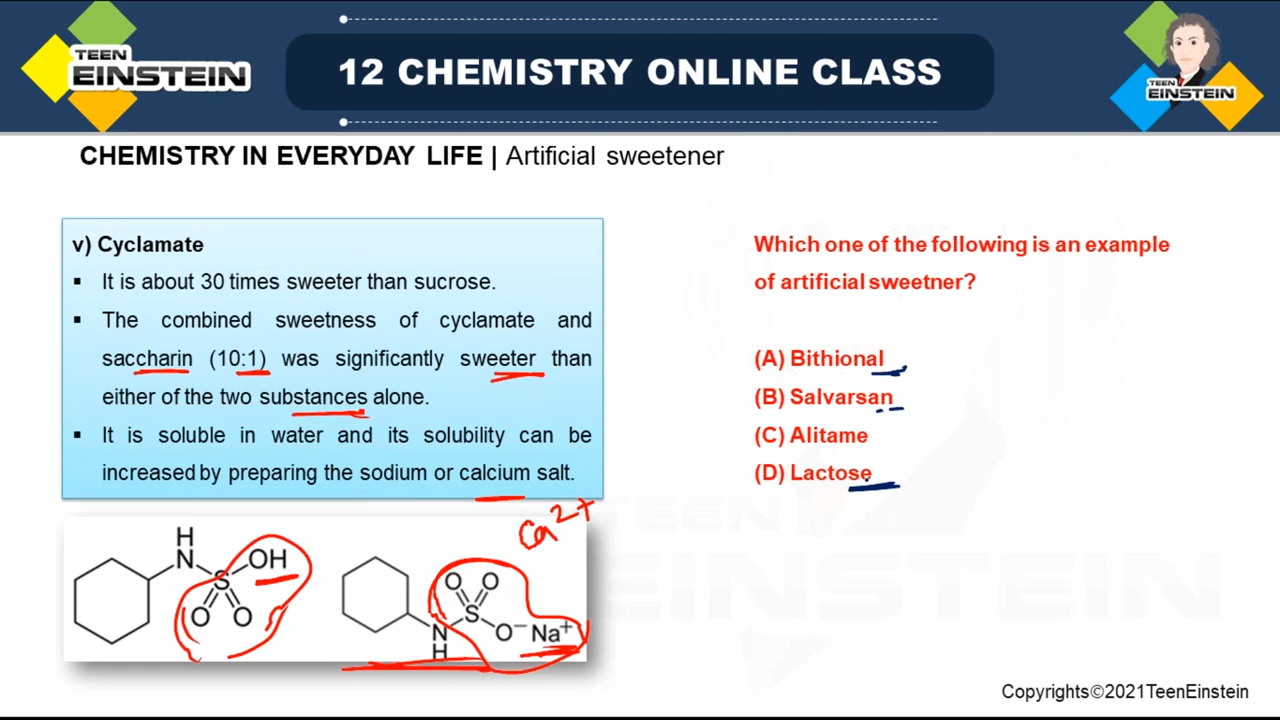 TEEN
EINSTEIN
12 CHEMISTRY ONLINE CLASS
TEEN
EINSTEIN
CHEMISTRY IN EVERYDAY LIFE | Artificial sweetener
v) Cyclamate
▪ It is about 30 times sweeter than sucrose.
▪ The combined sweetness of cyclamate and
saccharin (10:1) was significantly sweeter than
either of the two substances alone.
▪ It is soluble in water and its solubility can be
increased by preparing the sodium or calcium salt.
Ca2+
H
N
OH
S
O O
O O
S
N
H
O− Na+
Which one of the following is an example
of artificial sweetner?
(A) Bithional
(B) Salvarsan
(C) Alitame
(D) Lactose
TEEN
EINSTEIN
Copyrights©2021TeenEinstein